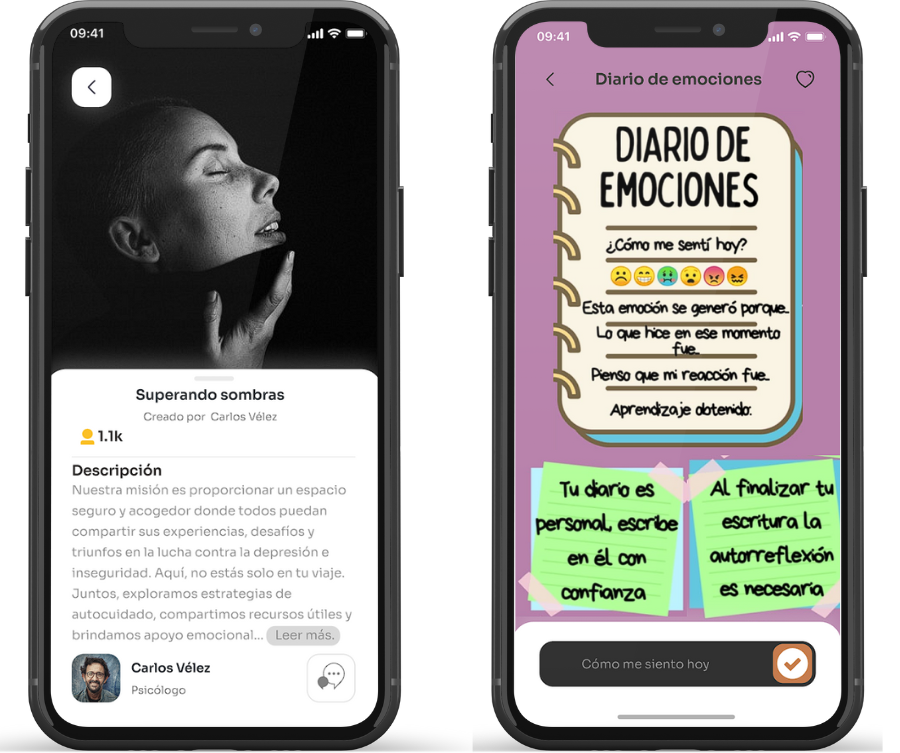 09:41
Superando sombras
Creado por Carlos Vélez
1.1k
Descripción
Nuestra misión es proporcionar un espacio
seguro y acogedor donde todos puedan
compartir sus experiencias, desafíos y
triunfos en la lucha contra la depresión e
inseguridad. Aquí, no estás solo en tu viaje.
Juntos, exploramos estrategias de
autocuidado, compartimos recursos útiles y
brindamos apoyo emocional... Leer más.
Carlos Vélez
Psicólogo
09:41
Diario de emociones
DIARIO DE
EMOCIONES
¿Cómo me sentí hoy?
Esta emoción se generó porque...
Lo que hice en ese momento
fue...
Pienso que mi reacción fue...
Aprendizaje obtenido:
Tu diario es
personal, escribe
en él con
confianza
Al finalizar tu
escritura la
autorreflexión
es necesaria
Cómo me siento hoy